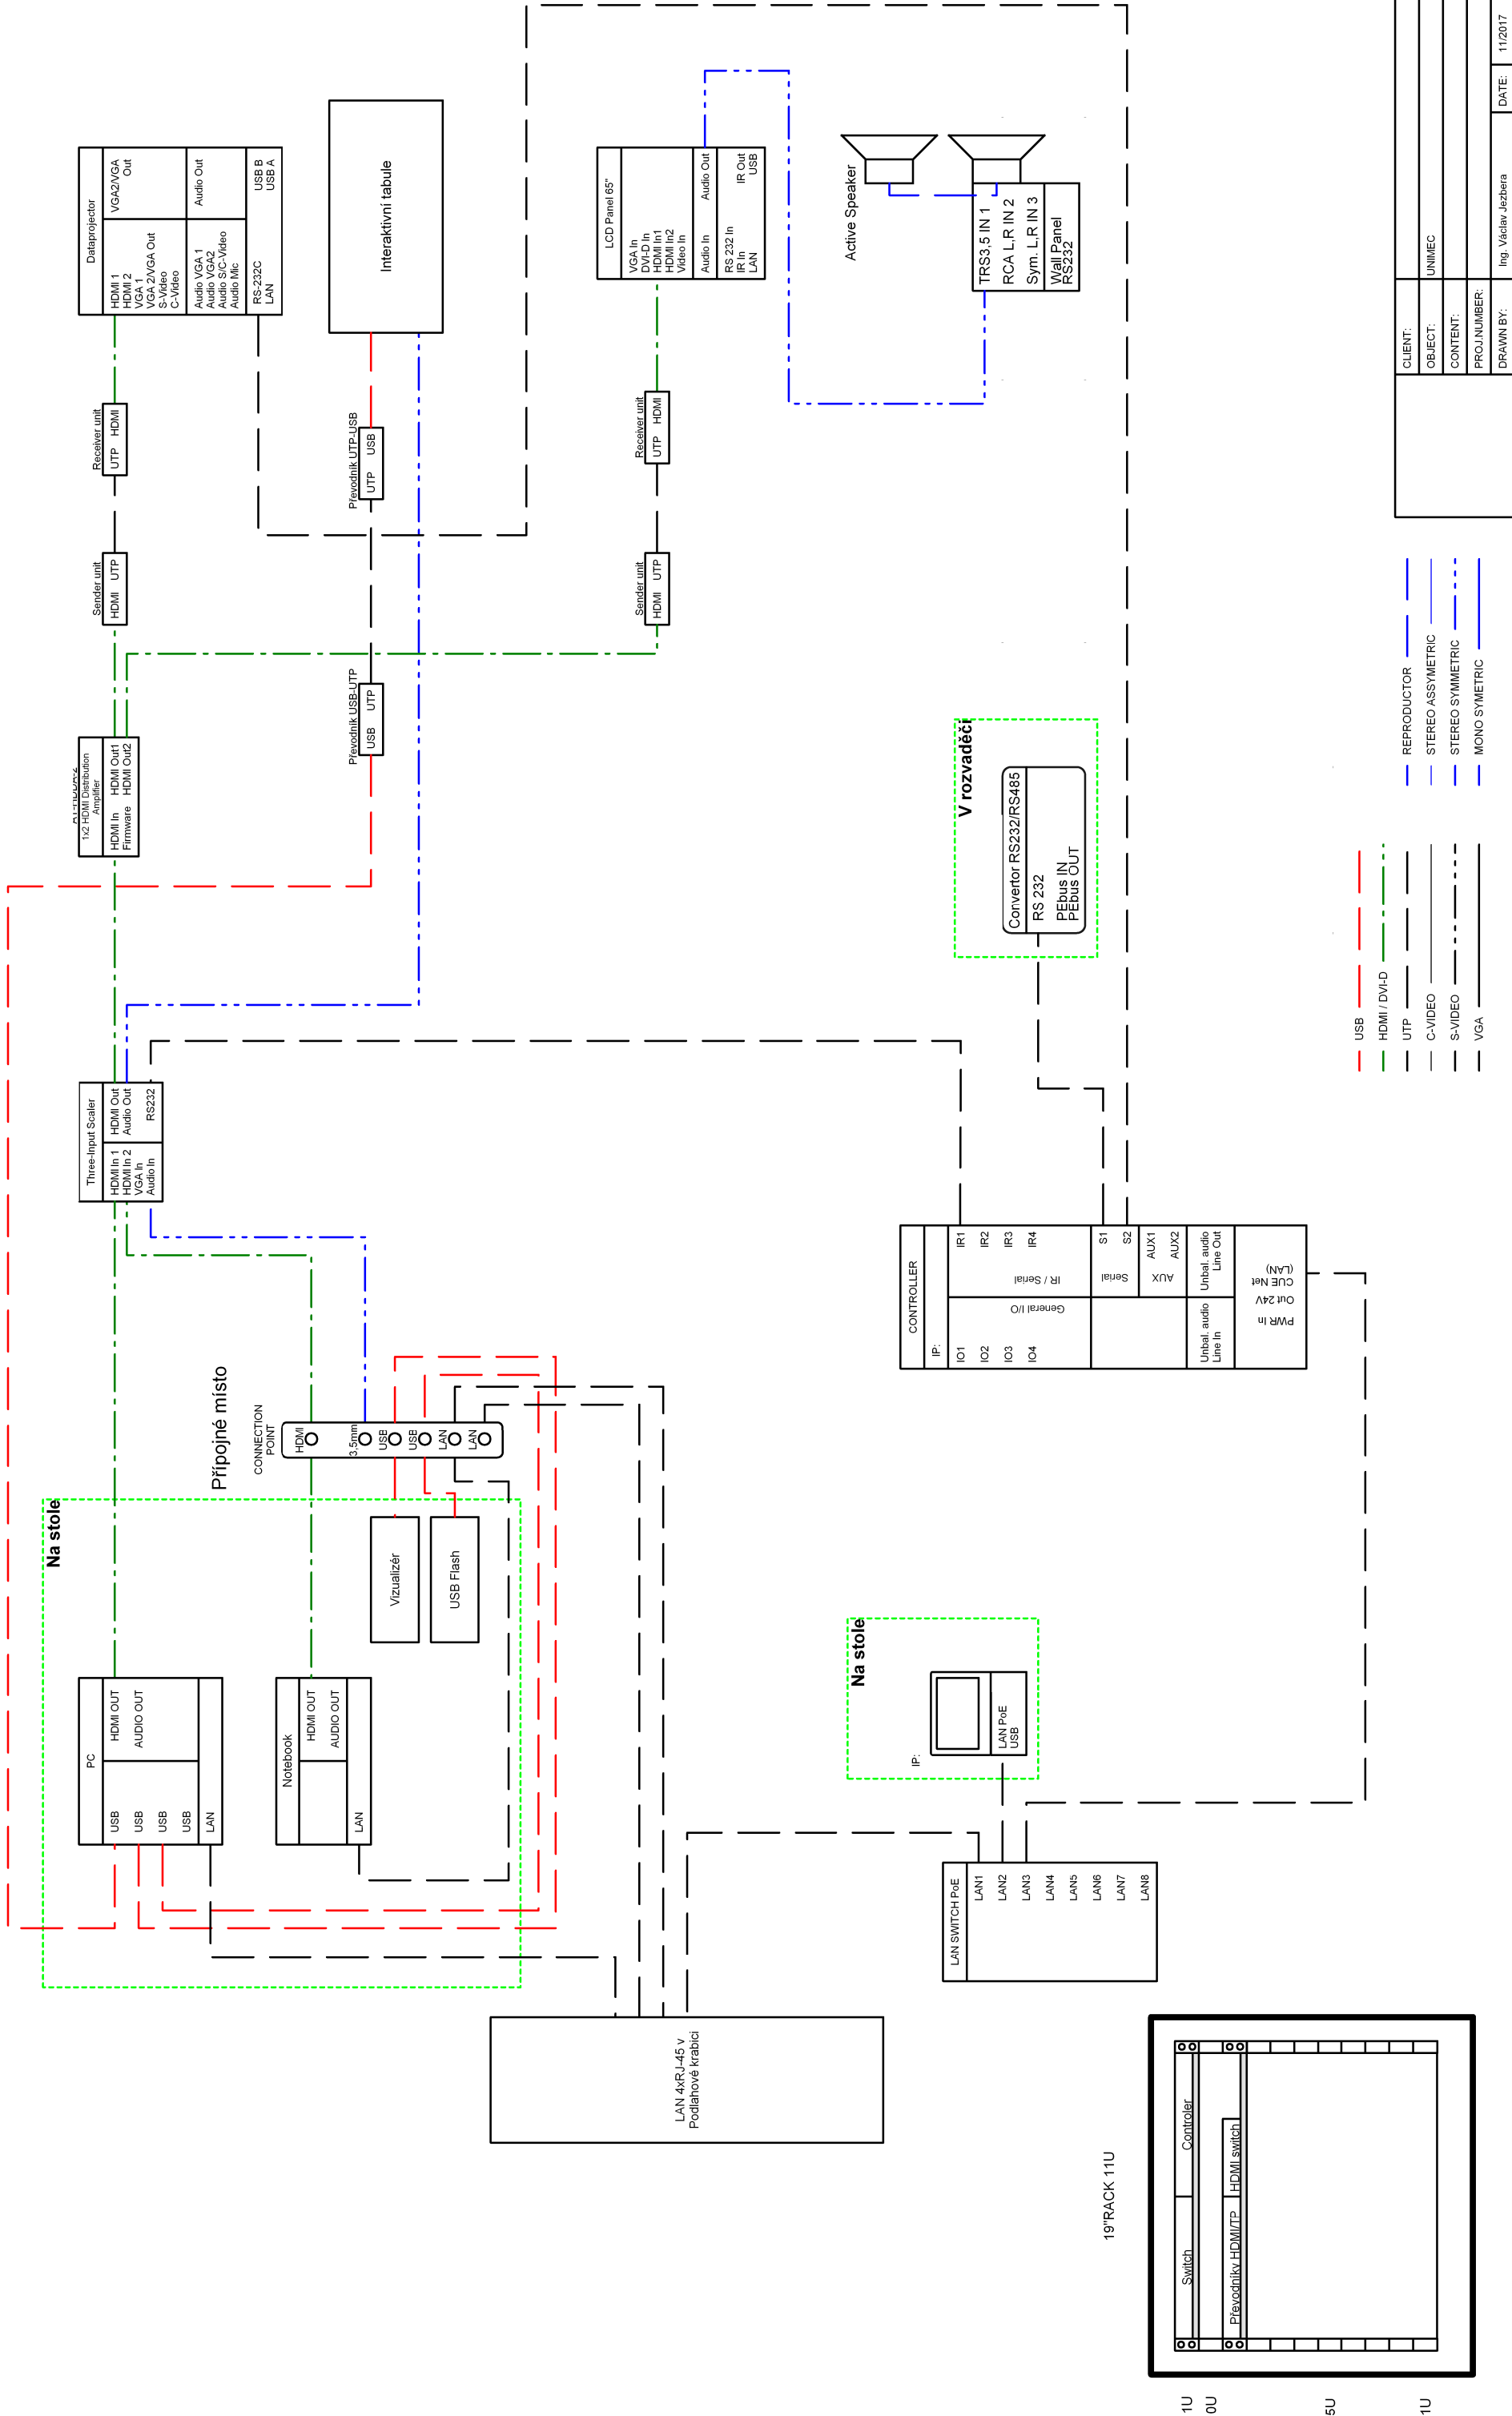 Na stole
PC
USB
USB
USB
USB
HDMI OUT
AUDIO OUT
LAN
Notebook
HDMI OUT
AUDIO OUT
LAN
Vizualizér
USB Flash
Přípojné místo
CONNECTION
POINT
HDMI
3,5mm
USB
USB
LAN
LAN
Three-Input Scaler
HDMI In 1
HDMI In 2
VGA In
Audio In
HDMI Out
Audio Out
RS232
1x2 HDMI Distribution
Amplifier
HDMI In
Firmware
HDMI Out1
HDMI Out2
Sender unit
HDMI UTP
Receiver unit
UTP HDMI
Dataprojector
HDMI 1
HDMI 2
VGA 1
VGA 2/VGA Out
S-Video
C-Video
VGA2/VGA
Out
Audio VGA 1
Audio VGA2
Audio S/C-Video
Audio Mic
Audio Out
RS-232C
LAN
USB B
USB A
Převodník USB-UTP
USB UTP
Převodník UTP-USB
UTP USB
Interaktivní tabule
Sender unit
HDMI UTP
Receiver unit
UTP HDMI
LCD Panel 65"
VGA In
DVI-D In
HDMI In1
HDMI In2
Video In
Audio In
Audio Out
RS 232 In
IR In
LAN
IR Out
USB
Active Speaker
TRS3,5 IN 1
RCA L,R IN 2
Sym. L,R IN 3
Wall Panel
RS232
LAN 4xRJ-45 v
Podlahové krabici
Na stole
IP:
LAN PoE
USB
LAN SWITCH PoE
LAN1
LAN2
LAN3
LAN4
LAN5
LAN6
LAN7
LAN8
CONTROLLER
IP:
IO1
IO2
IO3
IO4
General I/O
IR / Serial
IR1
IR2
IR3
IR4
Serial
S1
S2
AUX
AUX1
AUX2
Unbal. audio
Line In
Unbal. audio
Line Out
PWR In
Out 24V
CUE Net
(LAN)
V rozvaděči
Convertor RS232/RS485
RS 232
PEbus IN
PEbus OUT
19"RACK 11U
1U
0U
5U
1U
Switch
Controler
Převodníky HDMI/TP
HDMI switch
USB
HDMI / DVI-D
UTP
C-VIDEO
S-VIDEO
VGA
REPRODUCTOR
STEREO ASSYMETRIC
STEREO SYMMETRIC
MONO SYMETRIC
CLIENT:
OBJECT:
UNIMEC
CONTENT:
PROJ.NUMBER:
DRAWN BY:
Ing. Václav Jezbera
DATE:
11/2017